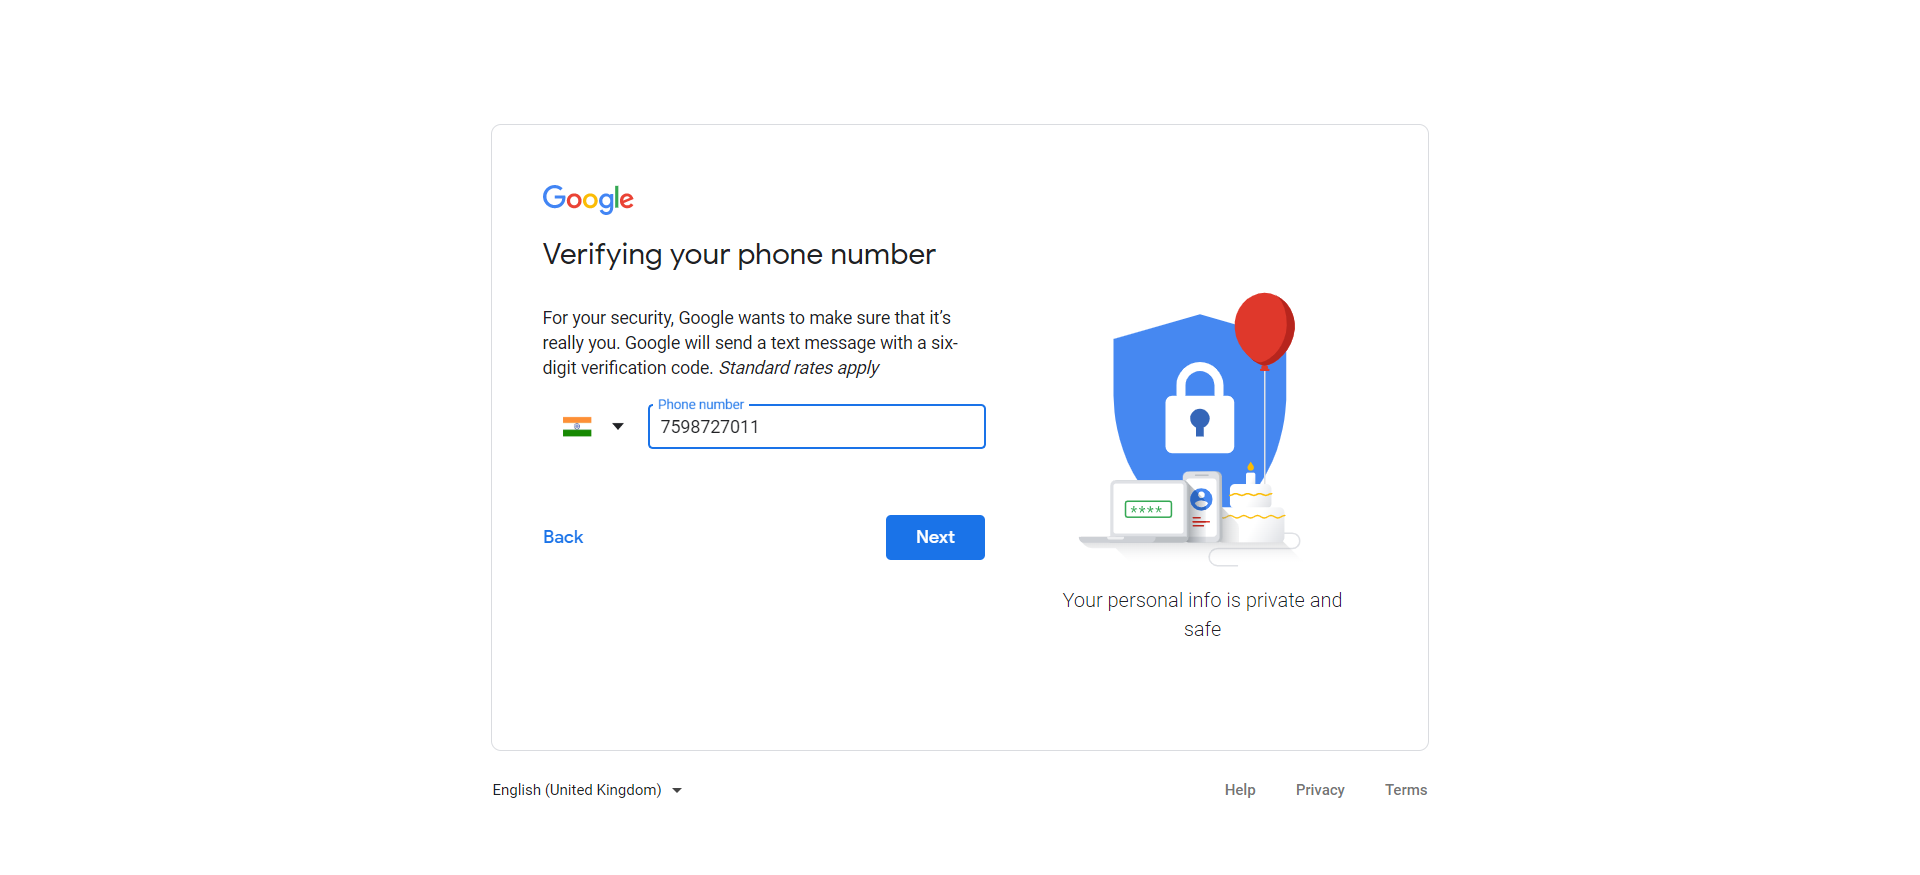 Google
Verifying your phone number
For your security, Google wants to make sure that it’s
really you. Google will send a text message with a six-
digit verification code. Standard rates apply
Phone number
7598727011
Back
Next
****
Your personal info is private and
safe
English (United Kingdom)
Help
Privacy
Terms